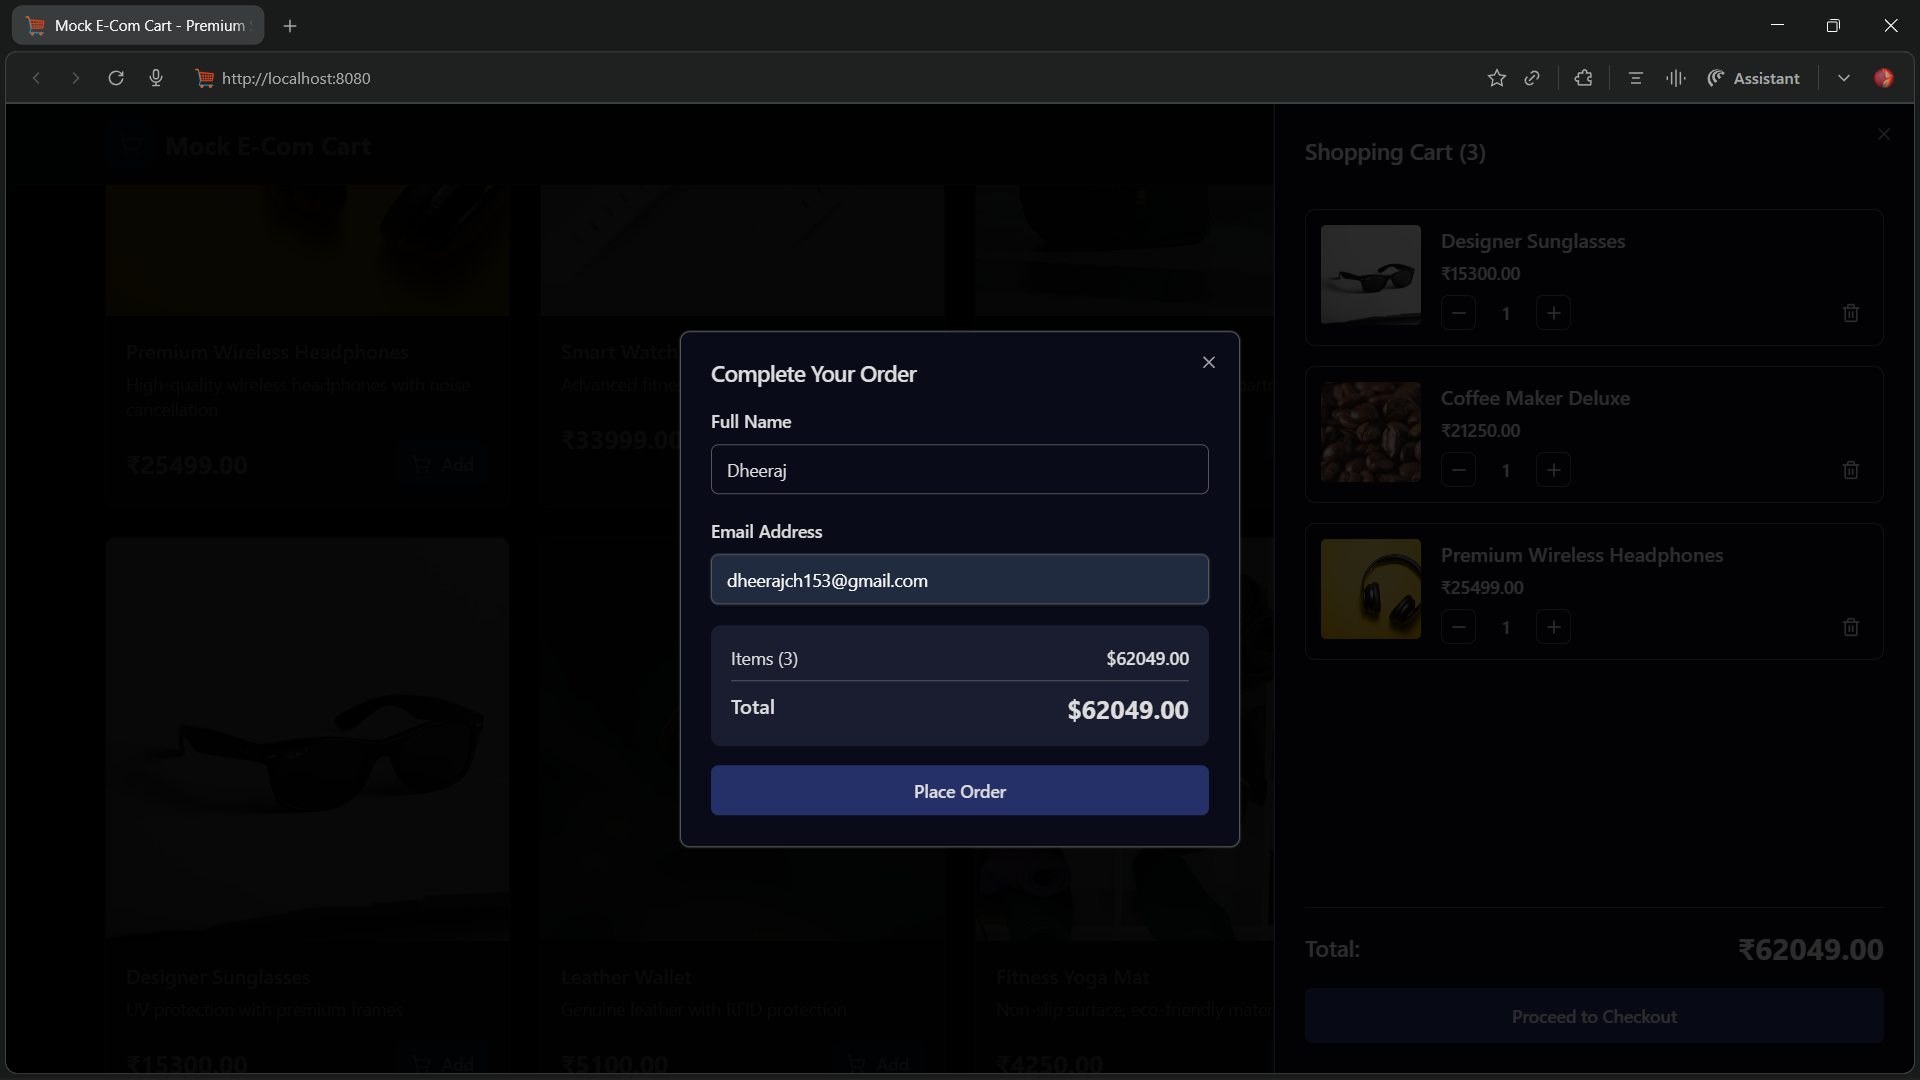 Mock E-Com Cart - Premium
http://localhost:8080
Assistant
Mock E-Com Cart
Premium Wireless Headphones
High-quality wireless headphones with noise
cancellation
₹25499.00
Add
Smart Watch
Advanced fitne
₹33999.00
Designer Sunglasses
UV protection with premium frames
₹15300.00
Add
Leather Wallet
Genuine leather with RFID protection
₹5100.00
Add
Fitness Yoga Mat
Non-slip surface, eco-friendly mater
₹4250.00
Complete Your Order
Full Name
Dheeraj
Email Address
dheerajch153@gmail.com
Items (3)
$62049.00
Total
$62049.00
Place Order
Shopping Cart (3)
Designer Sunglasses
₹15300.00
1
Coffee Maker Deluxe
₹21250.00
1
Premium Wireless Headphones
₹25499.00
1
Total:
₹62049.00
Proceed to Checkout